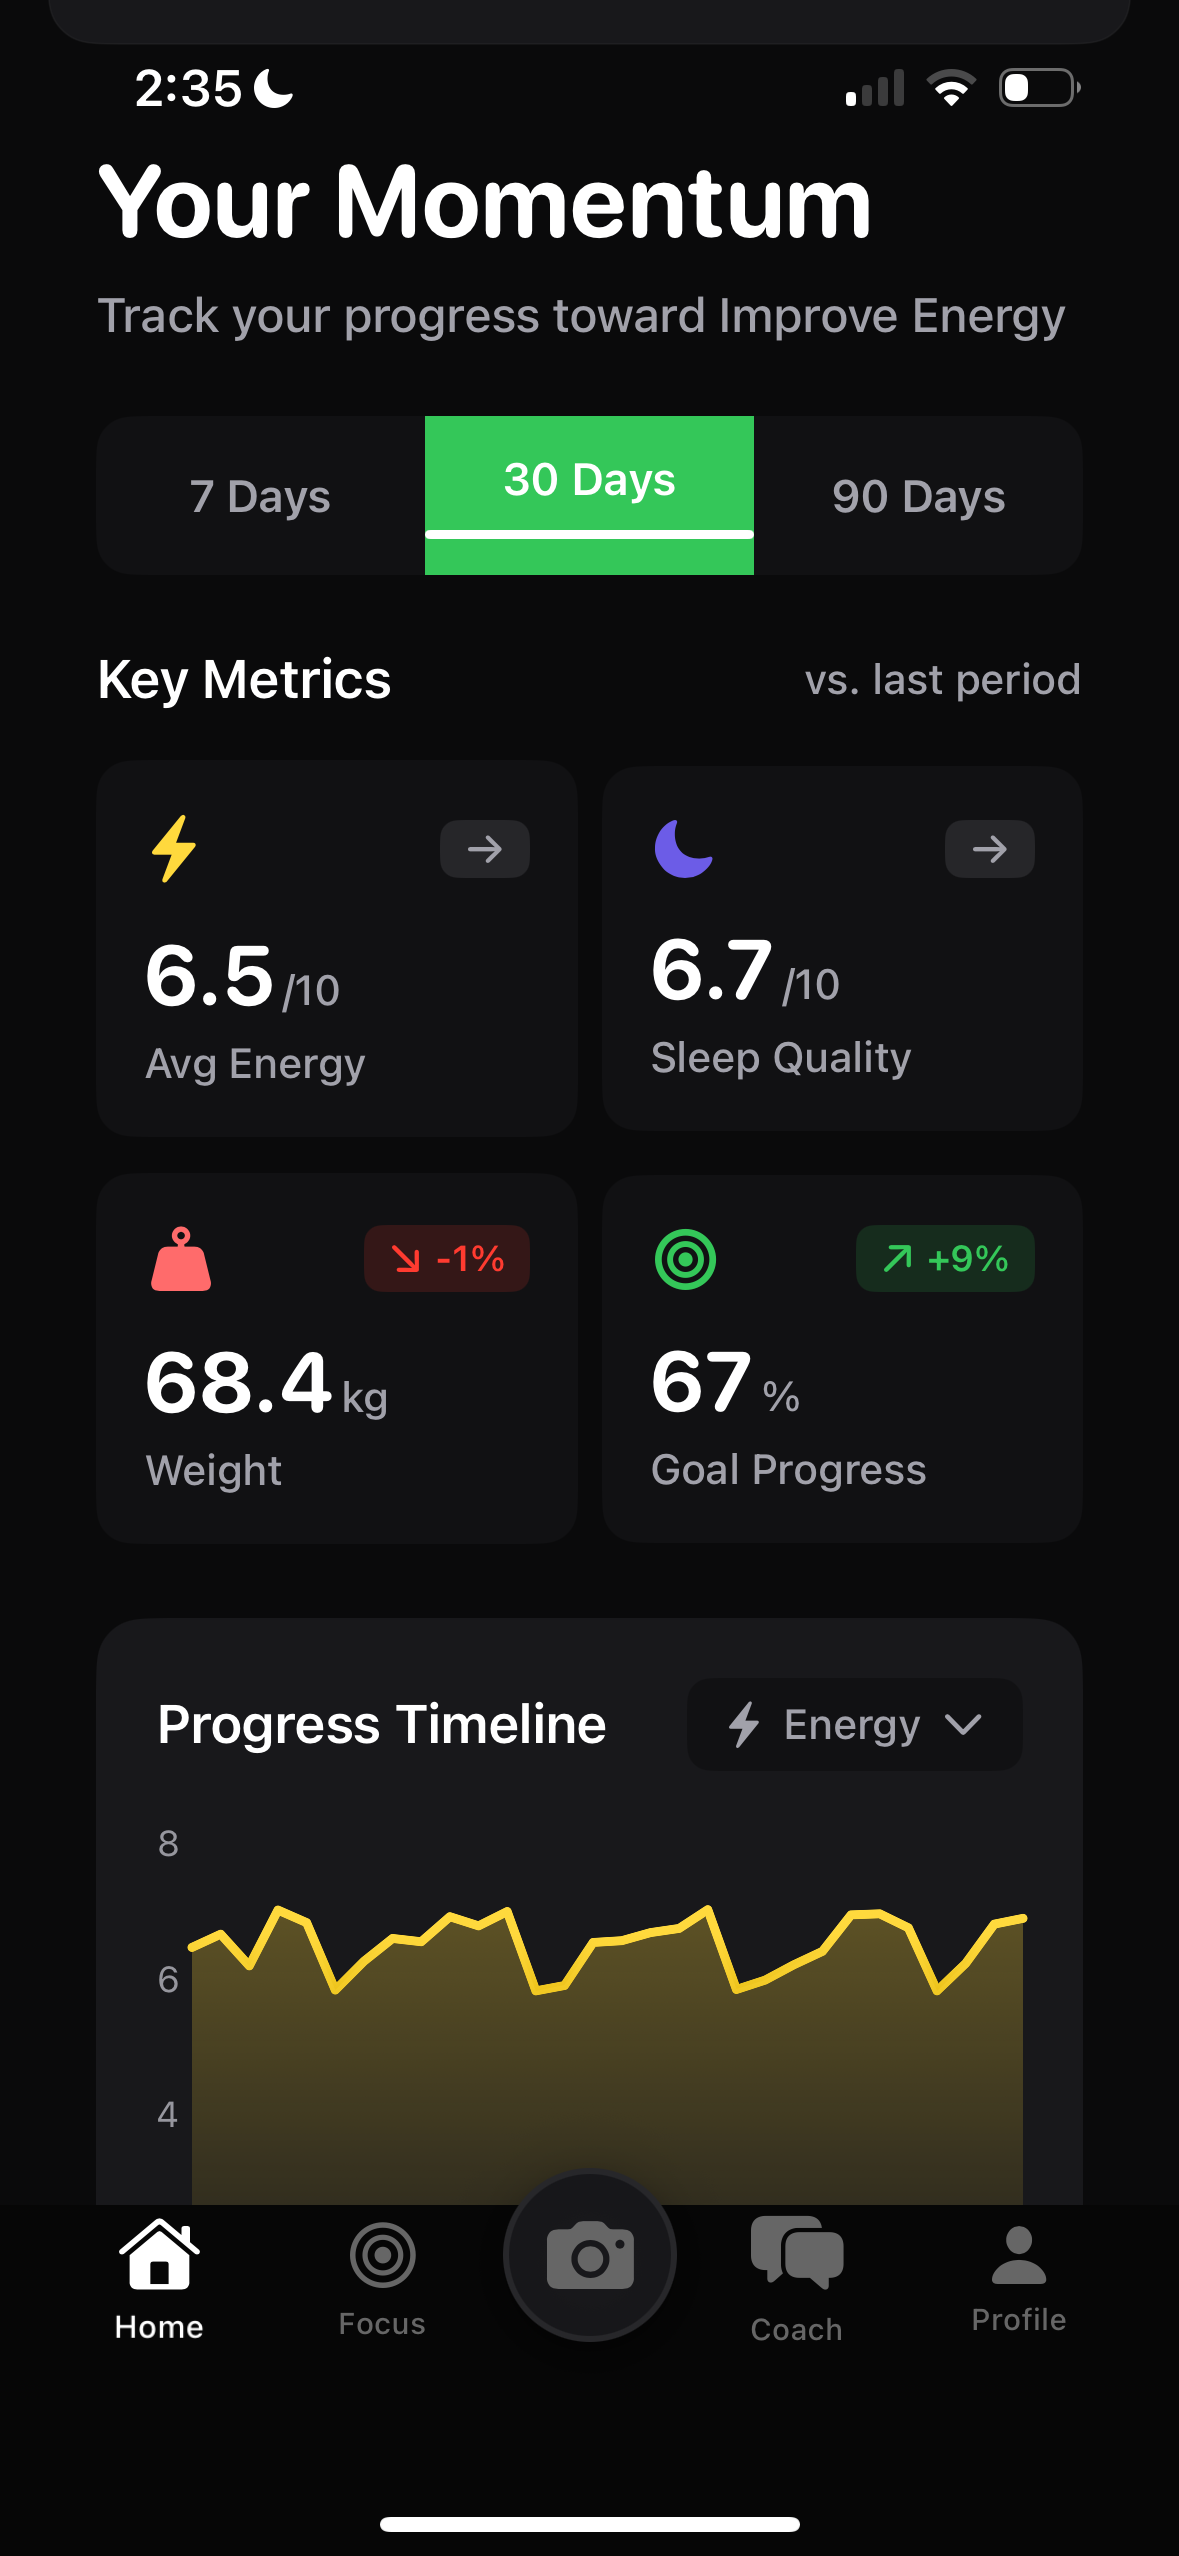 2:35
Your Momentum
Track your progress toward Improve Energy
7 Days
30 Days
90 Days
Key Metrics
vs. last period
6.5 /10
Avg Energy
6.7 /10
Sleep Quality
-1%
68.4 kg
Weight
+9%
67 %
Goal Progress
Progress Timeline
Energy
8
6
4
Home
Focus
Coach
Profile